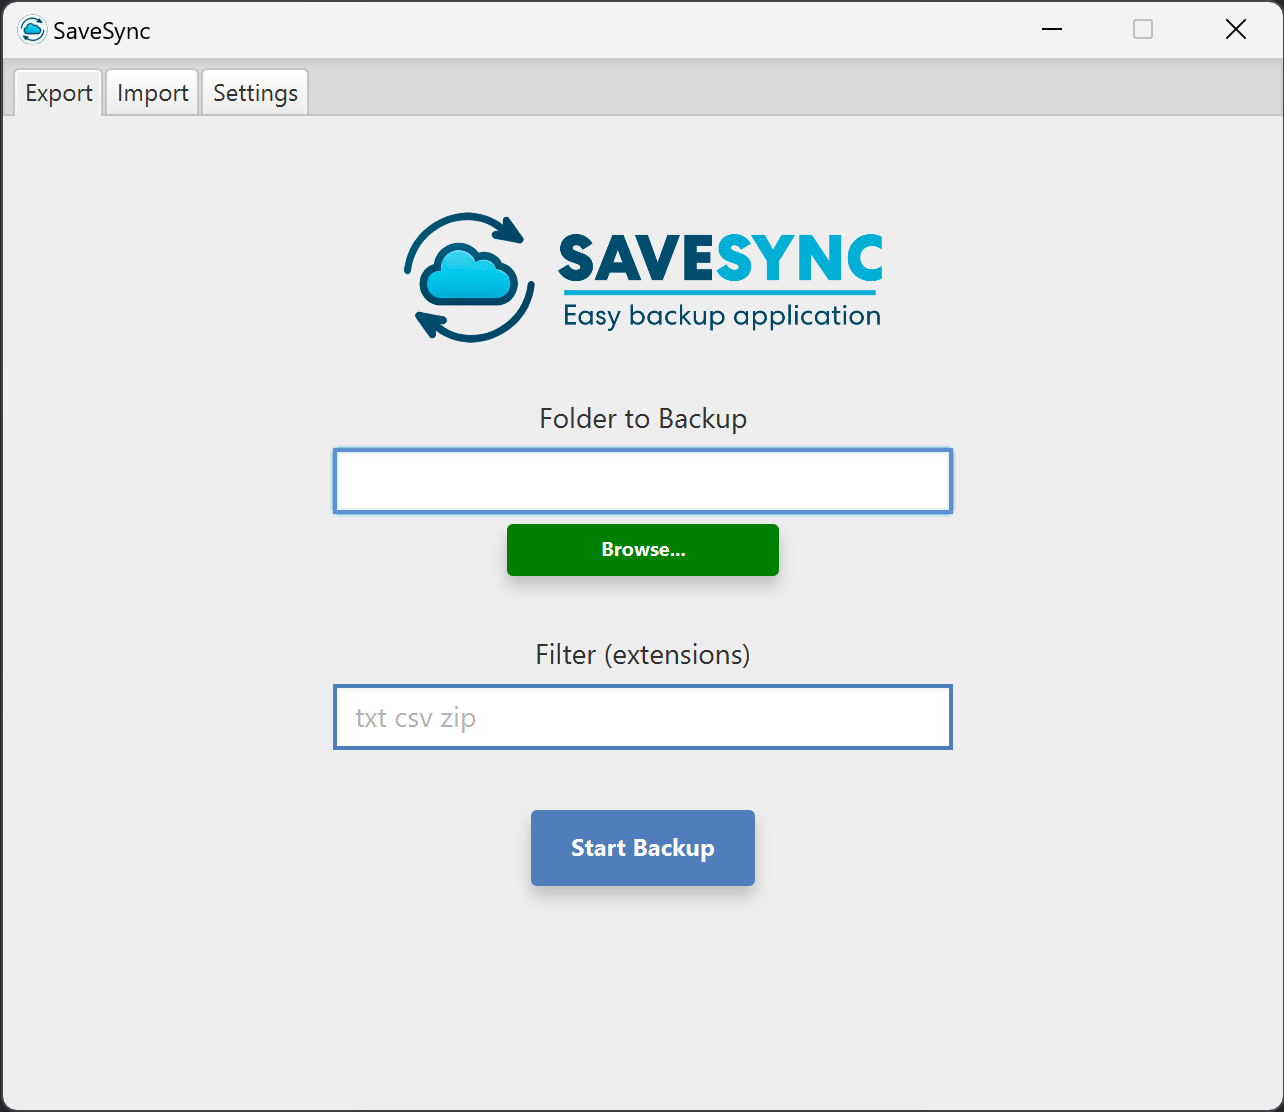 SaveSync
Export Import Settings
SAVESYNC
Easy backup application
Folder to Backup
Browse...
Filter (extensions)
txt csv zip
Start Backup